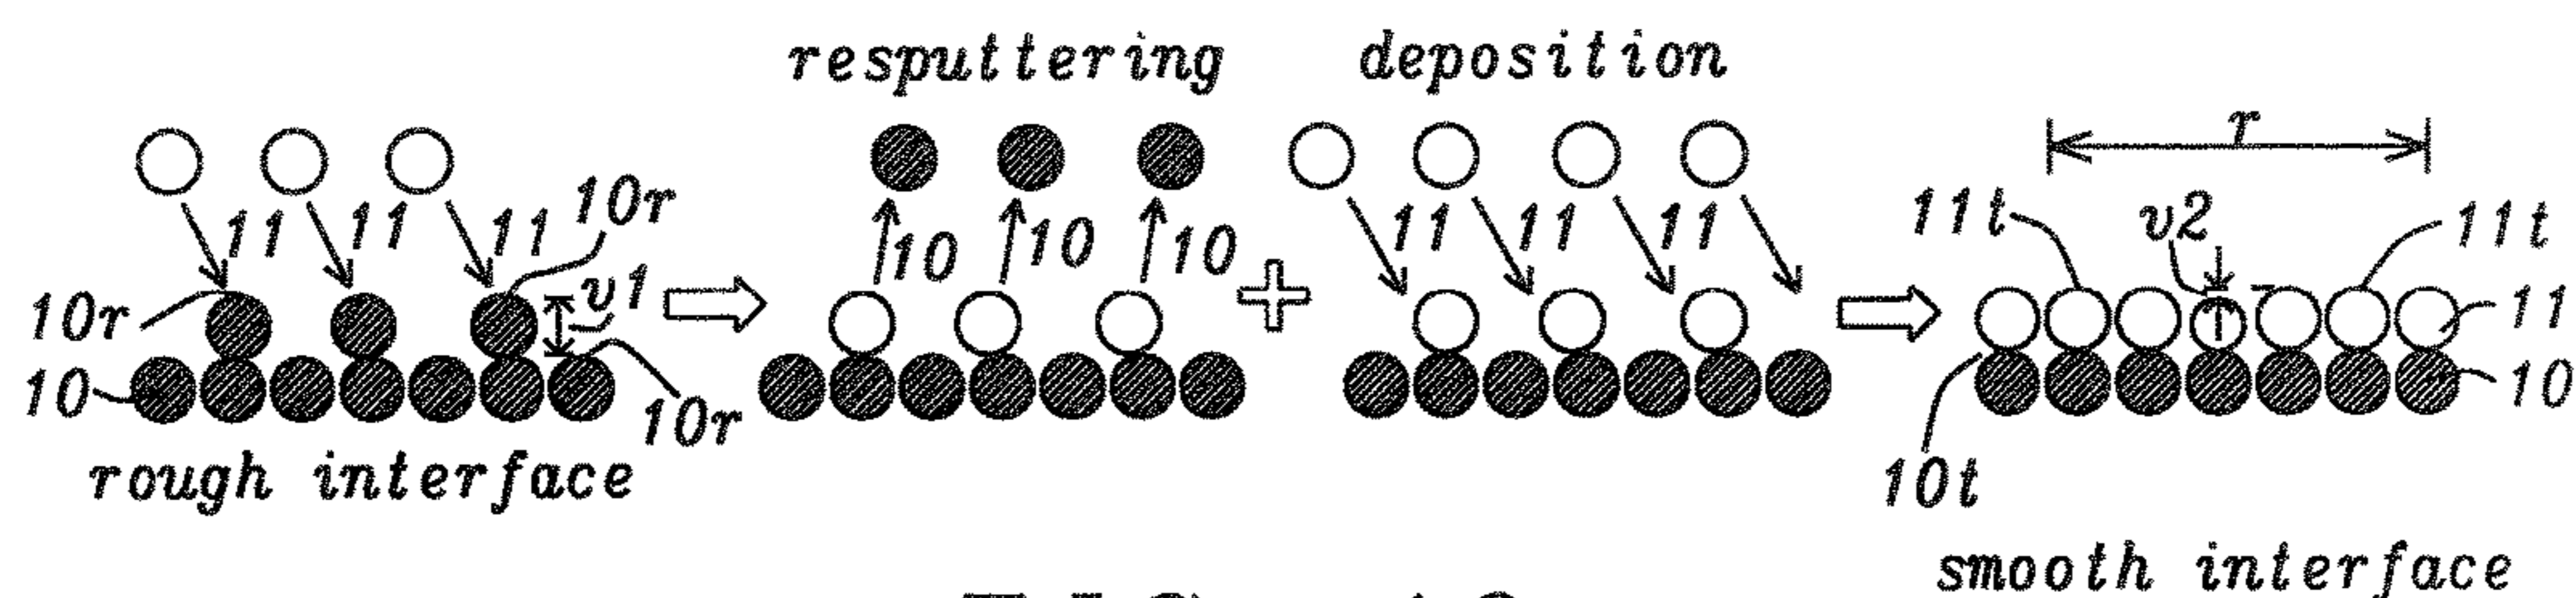 resputtering deposition
r
11 11 11 10r
10 10 10
11 11 11
11t v2 11t
10r v1
11
10 10r
10
10t
rough interface
smooth interface